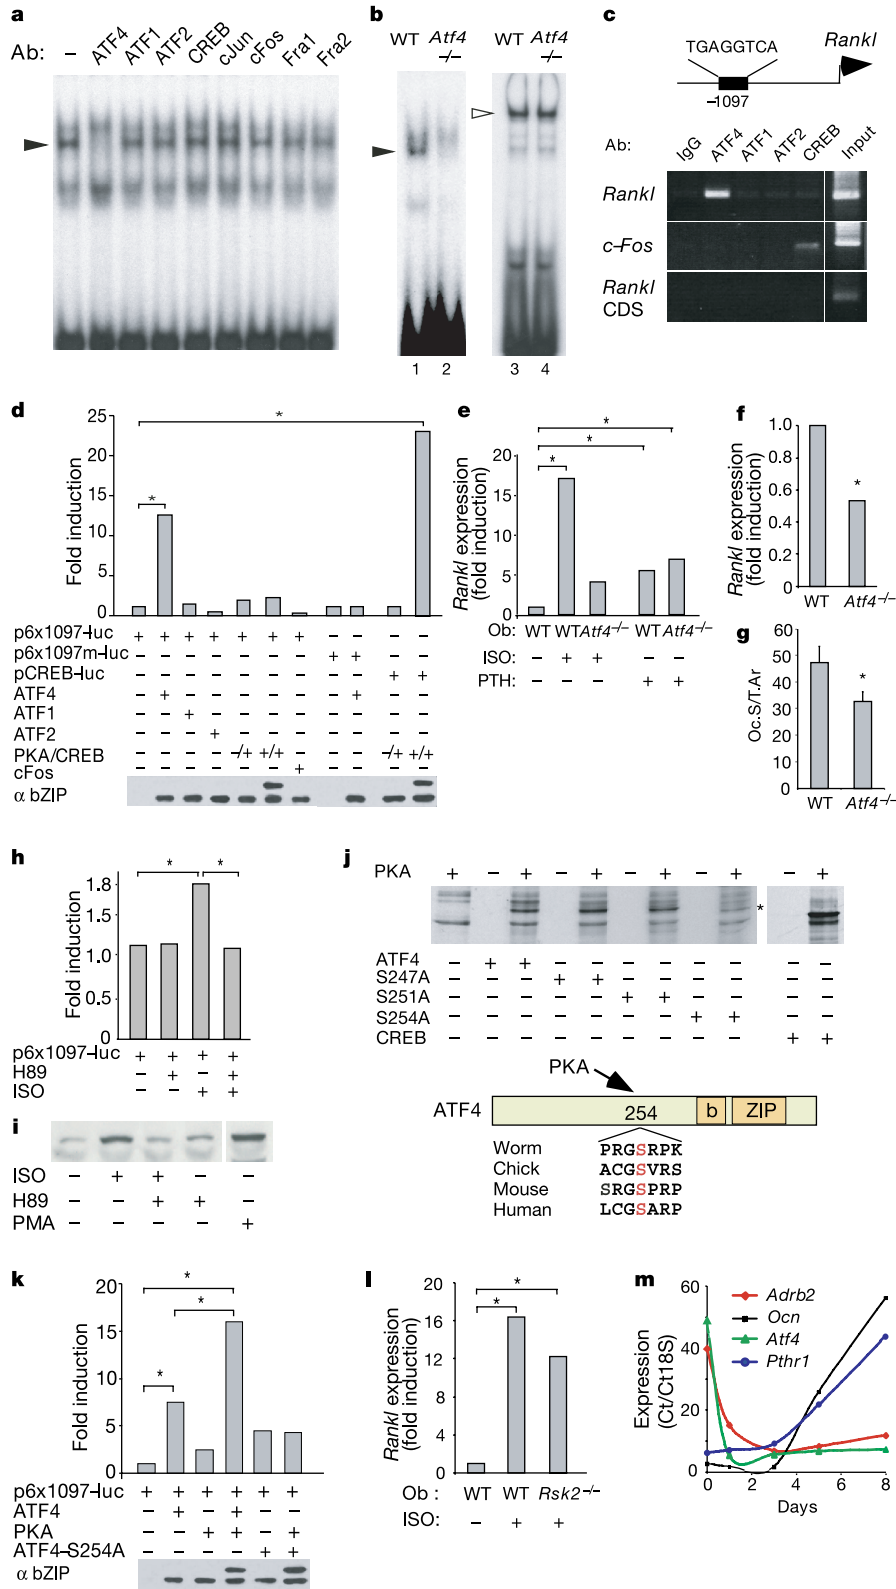 a
Ab: – ATF4 ATF1 ATF2 CREB cJun cFos Fra1 Fra2
b
WT Atf4 –/– WT Atf4 –/–
1 2 3 4
c
TGAGGTCA Rankl
–1097
Ab: IgG ATF4 ATF1 ATF2 CREB Input
Rankl
c-Fos
Rankl
CDS
d
Fold induction
25
20
15
10
5
0
*
*
p6x1097-luc + + + + + + + – – – –
p6x1097m-luc – – – – – – – + + – –
pCREB-luc – – – – – – – – – + +
ATF4 – + – – – – – – + – –
ATF1 – – + – – – – – – – –
ATF2 – – – + – – – – – – –
PKA/CREB – – – – –/+ +/+ – – – –/+ +/+
cFos – – – – – – + – – – –
α bZIP
e
Rankl expression
(fold induction)
20
15
10
5
0
*
*
*
*
Ob: WT WT Atf4–/– WT Atf4–/–
ISO: – + + – –
PTH: – – – + +
f
Rankl expression
(fold induction)
1.0
0.8
0.6
0.4
0.2
0
*
WT Atf4–/–
g
Oc.S/T.Ar
60
50
40
30
20
10
0
*
WT Atf4–/–
h
Fold induction
1.8
1.5
1.0
0.5
0
* *
p6x1097-luc + + + +
H89 – + – +
ISO – – + +
i
ISO – + + – –
H89 – – + + –
PMA – – – – +
j
PKA + – + – + – + – + – +
*
ATF4 – + + – – – – – – – –
S247A – – – + + – – – – – –
S251A – – – – – + + – – – –
S254A – – – – – – – + + – –
CREB – – – – – – – – – + +
PKA
ATF4 254 b ZIP
Worm PRGSRPK
Chick ACGSVRS
Mouse SRGSPRP
Human LCGSARP
k
Fold induction
20
15
10
5
0
*
*
*
p6x1097-luc + + + + + +
ATF4 – + – + – –
PKA – – + + – +
ATF4–S254A – – – – + +
α bZIP
l
Rankl expression
(fold induction)
20
16
12
8
4
0
*
*
Ob : WT WT Rsk2–/–
ISO: – + +
m
Expression
(Ct/Ct18S)
60
40
20
0
Adrb2
Ocn
Atf4
Pthr1
0 2 4 6 8
Days